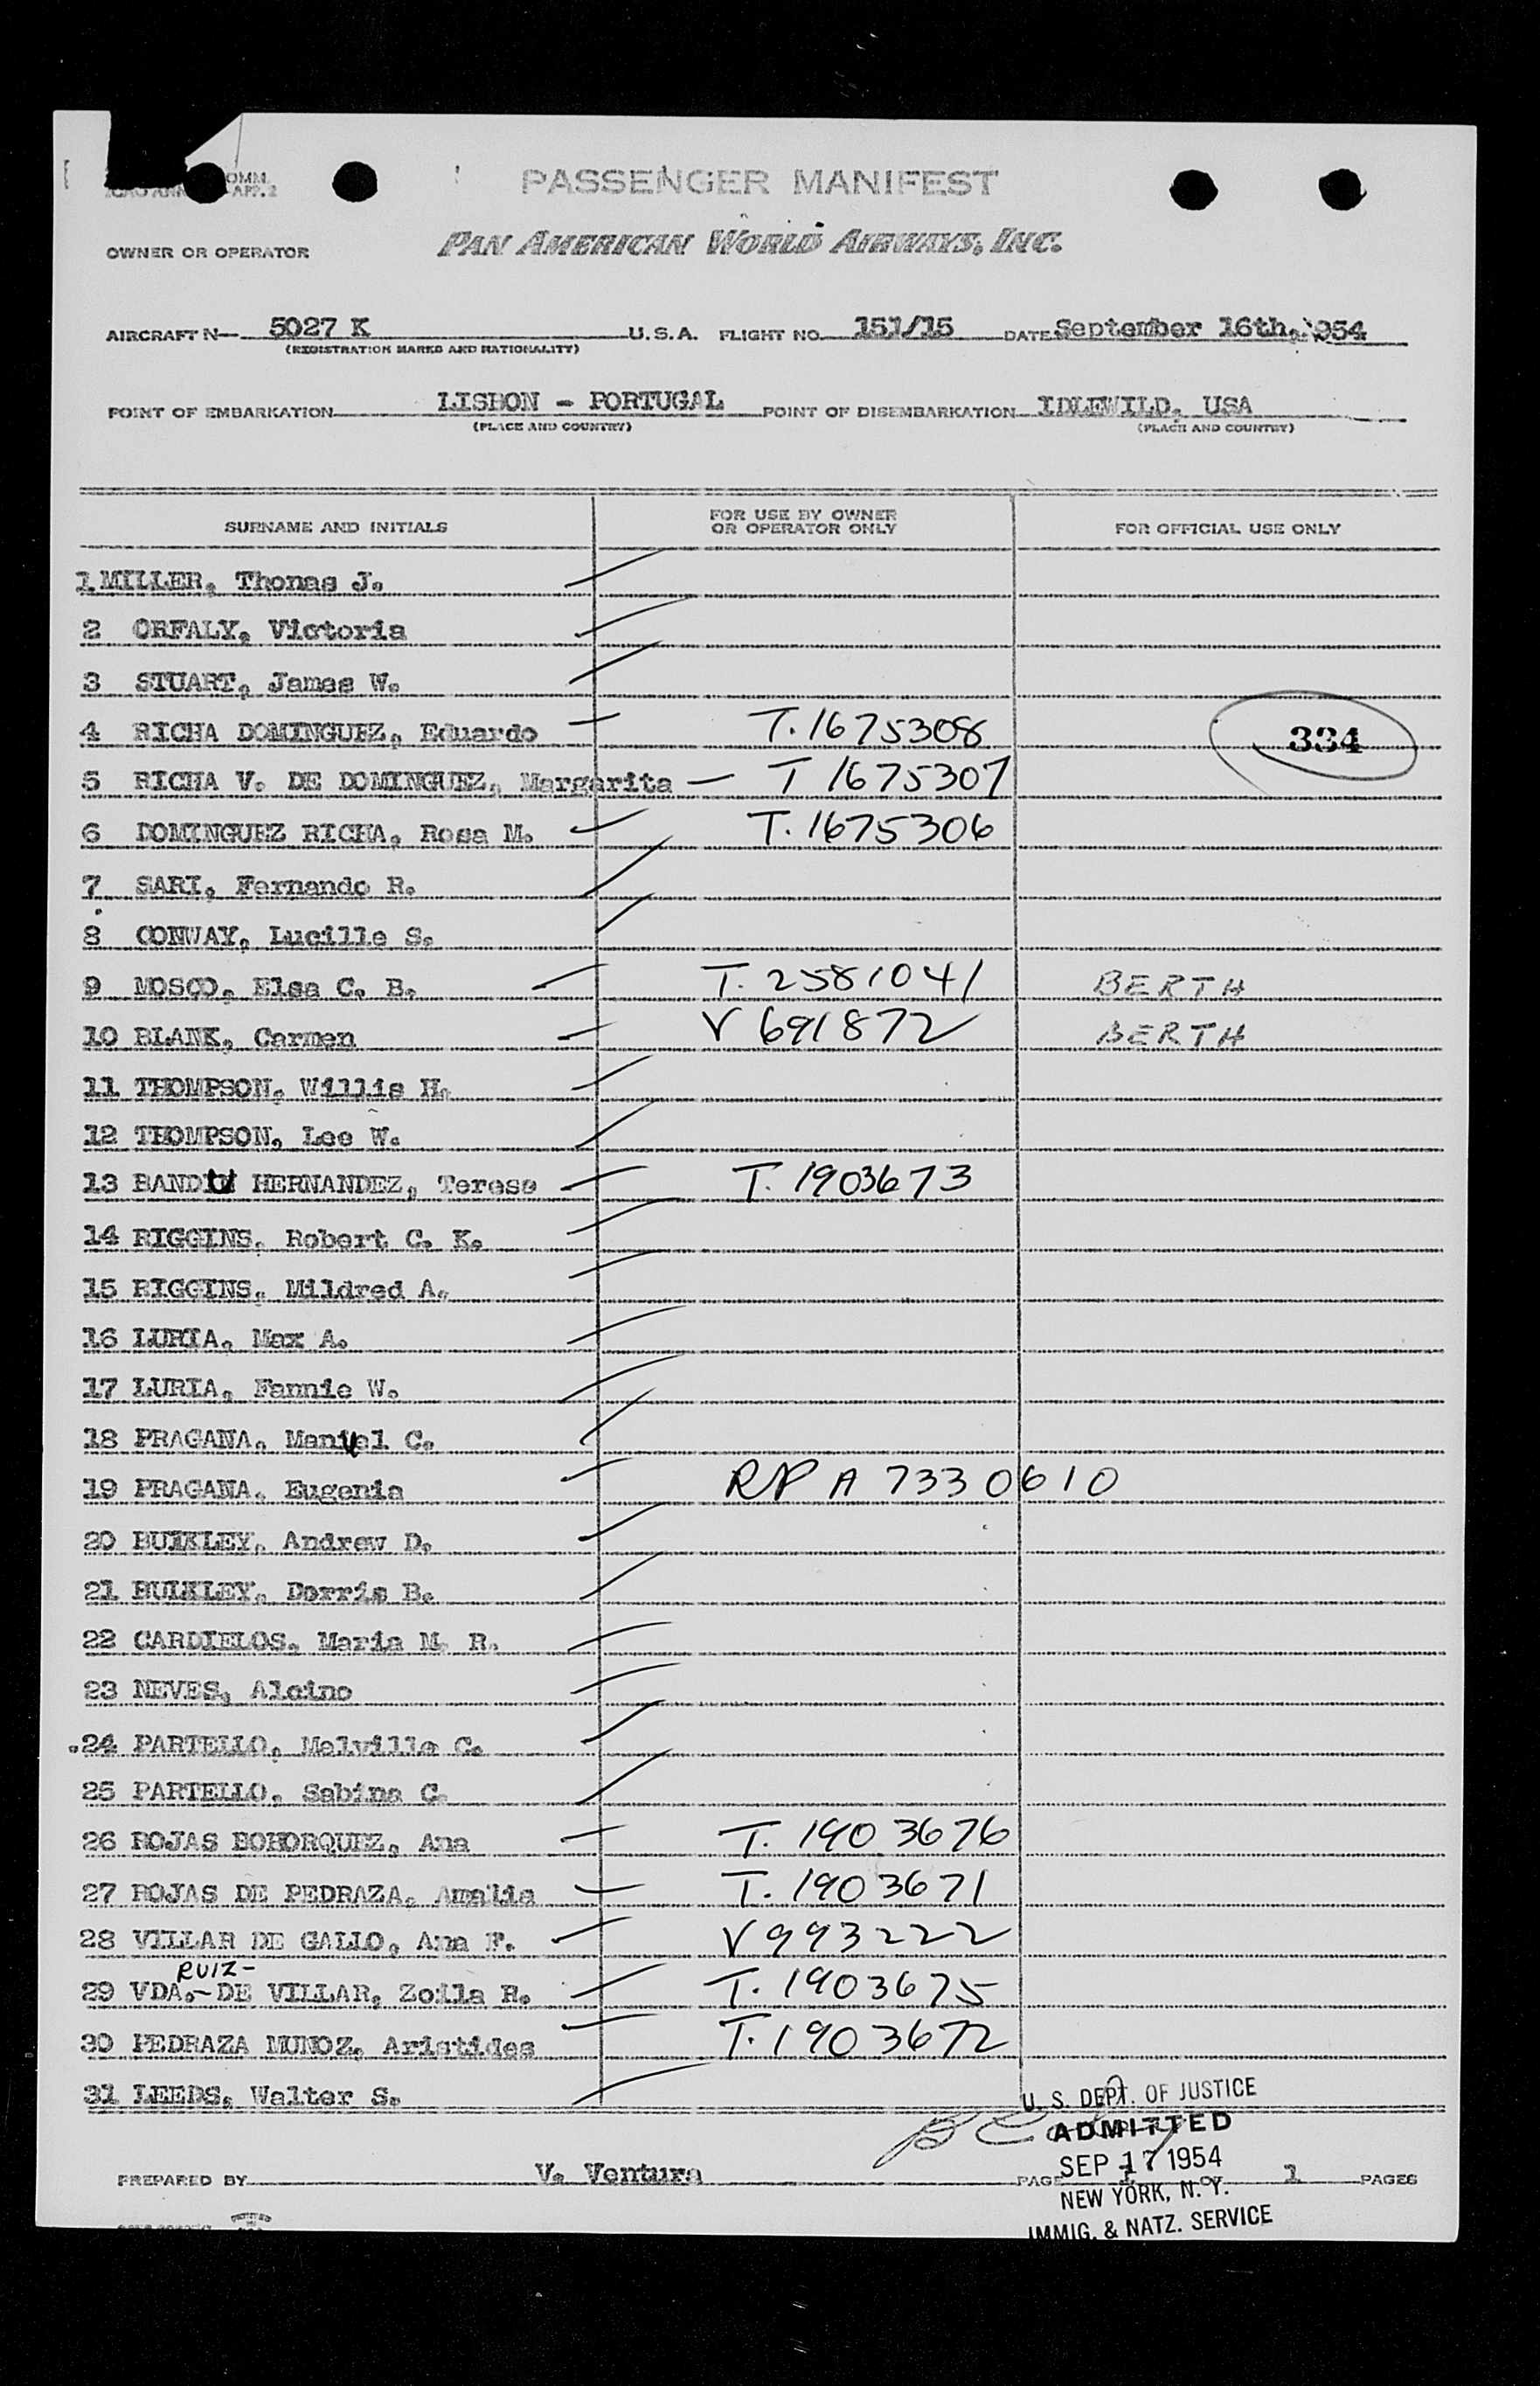 OMM.
APP. 2
PASSENGER MANIFEST
OWNER OR OPERATOR PAN AMERICAN WORLD AIRWAYS, INC.
AIRCRAFT N— 5027 K U.S.A. FLIGHT NO. 151/15 DATE September 16th, 1954
(REGISTRATION MARKS AND NATIONALITY)
POINT OF EMBARKATION LISBON - PORTUGAL POINT OF DISEMBARKATION IDLEWILD, USA
(PLACE AND COUNTRY) (PLACE AND COUNTRY)
SURNAME AND INITIALS FOR USE BY OWNER OR OPERATOR ONLY FOR OFFICIAL USE ONLY
1 MILLER, Thonas J.
2 ORFALY, Victoria
3 STUART, James W.
4 RICHA DOMINGUEZ, Eduardo T. 1675308 334
5 RICHA V. DE DOMINGUEZ, Margarita T 1675307
6 DOMINGUEZ RICHA, Rosa M. T. 1675306
7 SARI, Fernando R.
8 CONWAY, Lucille S.
9 MOSCO, Elsa C. B. T. 2581041 BERTH
10 BLANK, Carmen V 691872 BERTH
11 THOMPSON, Willis H.
12 THOMPSON, Lee W.
13 HERNANDEZ, Terese T. 1903673
14 RIGGINS, Robert C. K.
15 RIGGINS, Mildred A.
16 LURIA, Max A.
17 LURIA, Fannie W.
18 PRAGANA, Manuel C.
19 PRAGANA, Eugenia RP A 7330610
20 BULKLEY, Andrew D.
21 BULKLEY, Dorris B.
22 CARDIELOS, Maria M. R.
23 NEVES, Alcino
24 PARTELLO, Melville C.
25 PARTELLO, Sabina C.
26 ROJAS BOHORQUEZ, Ana T. 1903676
27 ROJAS DE PEDRAZA, Amalia T. 1903671
28 VILLAR DE GALLO, Ana F. V 993222
RUIZ-
29 VDA.-DE VILLAR, Zoila R. T. 1903675
30 PEDRAZA MUNOZ, Aristides T. 1903672
31 LEEDS, Walter S.
U. S. DEPT. OF JUSTICE
ADMITTED
SEP 17 1954
NEW YORK, N. Y.
IMMIG. & NATZ. SERVICE
PREPARED BY V. Ventura PAGE 1 OF 1 PAGES